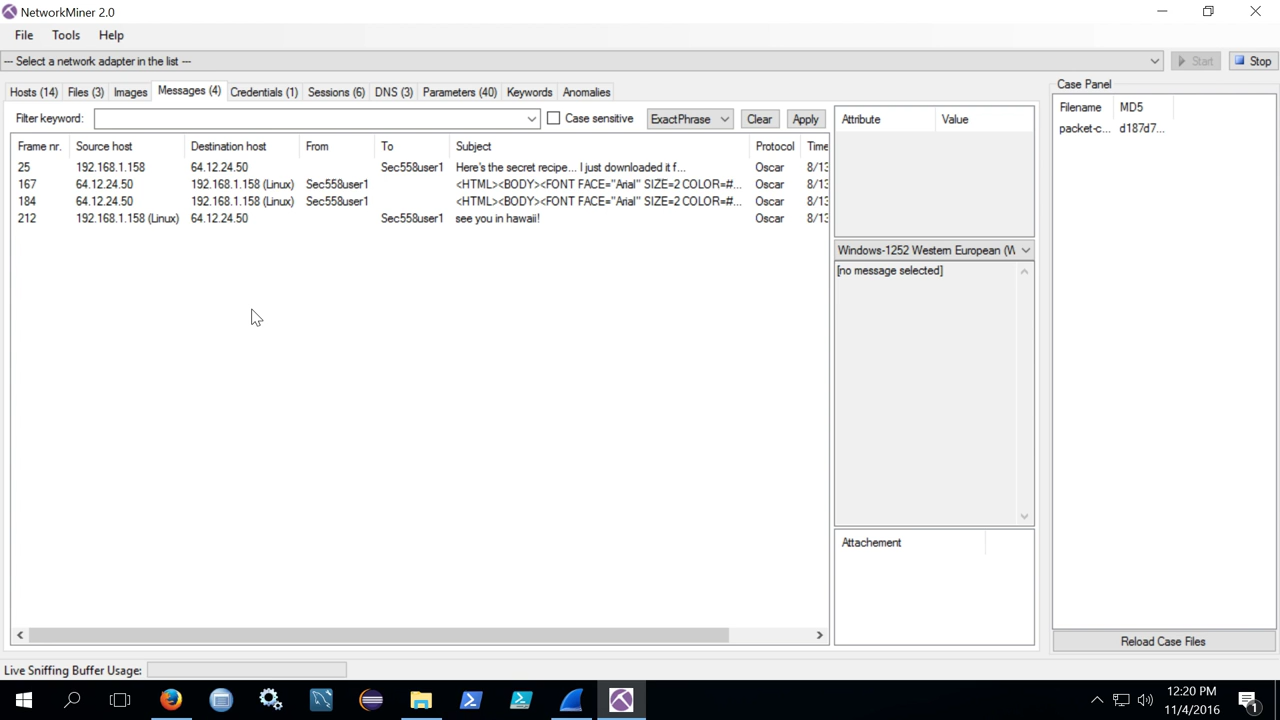 NetworkMiner 2.0
File Tools Help
--- Select a network adapter in the list ---
Start
Stop
Hosts (14) Files (3) Images Messages (4) Credentials (1) Sessions (6) DNS (3) Parameters (40) Keywords Anomalies
Filter keyword:
Case sensitive
ExactPhrase
Clear
Apply
Frame nr. Source host Destination host From To Subject Protocol Time
25 192.168.1.158 64.12.24.50 Sec558user1 Here's the secret recipe... I just downloaded it f... Oscar 8/13
167 64.12.24.50 192.168.1.158 (Linux) Sec558user1 <HTML><BODY><FONT FACE="Arial" SIZE=2 COLOR=#... Oscar 8/13
184 64.12.24.50 192.168.1.158 (Linux) Sec558user1 <HTML><BODY><FONT FACE="Arial" SIZE=2 COLOR=#... Oscar 8/13
212 192.168.1.158 (Linux) 64.12.24.50 Sec558user1 see you in hawaii! Oscar 8/13
Attribute Value
Windows-1252 Western European (W
[no message selected]
Attachement
Case Panel
Filename MD5
packet-c... d187d7...
Reload Case Files
Live Sniffing Buffer Usage:
12:20 PM
11/4/2016
1